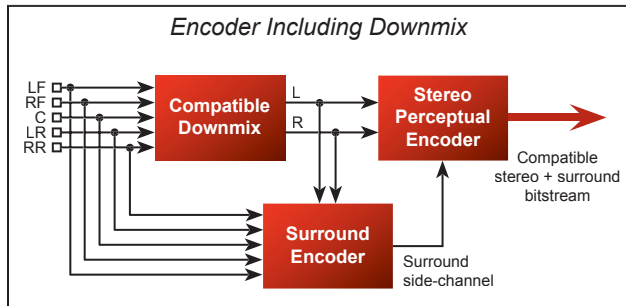 Encoder Including Downmix
LF
RF
C
LR
RR
Compatible
Downmix
L
R
Stereo
Perceptual
Encoder
Compatible
stereo + surround
bitstream
Surround
Encoder
Surround
side-channel